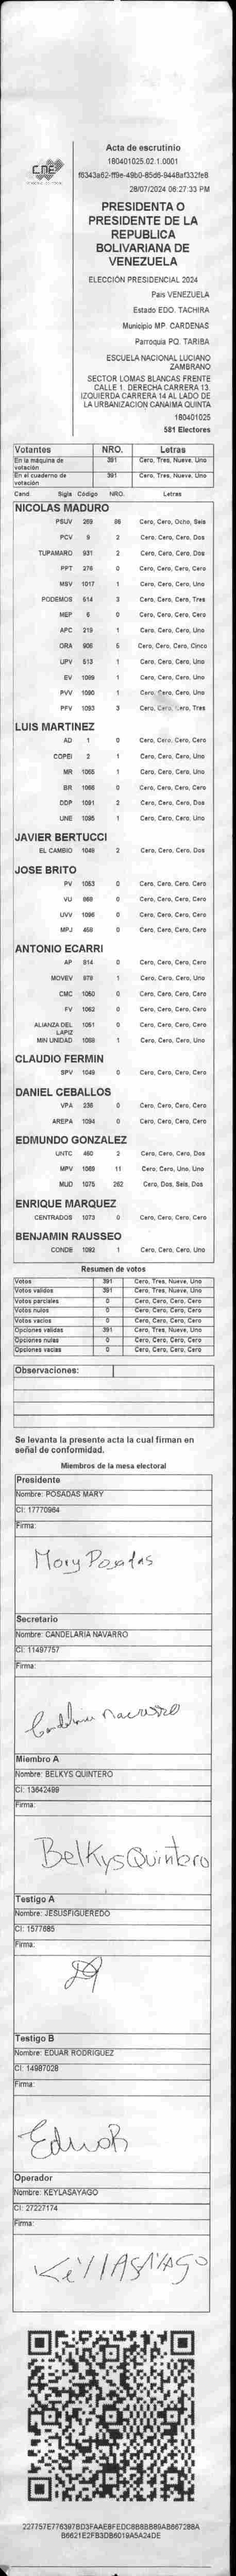 CNE
Acta de escrutinio
180401025.02.1.0001
28/07/2024 06:27:33 PM
PRESIDENTA O
PRESIDENTE DE LA
REPUBLICA
BOLIVARIANA DE
VENEZUELA
ELECCIÓN PRESIDENCIAL 2024
Pais VENEZUELA
Estado EDO. TACHIRA
Municipio MP. CARDENAS
Parroquia PQ. TARIBA
ESCUELA NACIONAL LUCIANO
ZAMBRANO
SECTOR LOMAS BLANCAS FRENTE
CALLE 1. DERECHA CARRERA 13.
IZQUIERDA CARRERA 14 AL LADO DE
LA URBANIZACION CANAIMA QUINTA
180401025
581 Electores
Votantes NRO. Letras
En la máquina de votación 391 Cero, Tres, Nueve, Uno
En el cuaderno de votación 391 Cero, Tres, Nueve, Uno
Cand. Sigla Código NRO. Letras
NICOLAS MADURO
PSUV 269 86 Cero, Cero, Ocho, Seis
PCV 9 2 Cero, Cero, Cero, Dos
TUPAMARO 931 2 Cero, Cero, Cero, Dos
PPT 276 0 Cero, Cero, Cero, Cero
MSV 1017 1 Cero, Cero, Cero, Uno
PODEMOS 514 3 Cero, Cero, Cero, Tres
MEP 6 0 Cero, Cero, Cero, Cero
APC 219 1 Cero, Cero, Cero, Uno
ORA 906 5 Cero, Cero, Cero, Cinco
UPV 513 1 Cero, Cero, Cero, Uno
EV 1099 1 Cero, Cero, Cero, Uno
PVV 1090 1 Cero, Cero, Cero, Uno
PFV 1093 3 Cero, Cero, Cero, Tres
LUIS MARTINEZ
AD 1 0 Cero, Cero, Cero, Cero
COPEI 2 1 Cero, Cero, Cero, Uno
MR 1065 1 Cero, Cero, Cero, Uno
BR 1066 0 Cero, Cero, Cero, Cero
DDP 1091 2 Cero, Cero, Cero, Dos
UNE 1095 1 Cero, Cero, Cero, Uno
JAVIER BERTUCCI
EL CAMBIO 1049 2 Cero, Cero, Cero, Dos
JOSE BRITO
PV 1053 0 Cero, Cero, Cero, Cero
VU 668 0 Cero, Cero, Cero, Cero
UVV 1096 0 Cero, Cero, Cero, Cero
MPJ 459 0 Cero, Cero, Cero, Cero
ANTONIO ECARRI
AP 914 0 Cero, Cero, Cero, Cero
MOVEV 979 1 Cero, Cero, Cero, Uno
CMC 1050 0 Cero, Cero, Cero, Cero
FV 1062 0 Cero, Cero, Cero, Cero
ALIANZA DEL LAPIZ 1051 0 Cero, Cero, Cero, Cero
MIN UNIDAD 1068 1 Cero, Cero, Cero, Uno
CLAUDIO FERMIN
SPV 1049 0 Cero, Cero, Cero, Cero
DANIEL CEBALLOS
VPA 236 0 Cero, Cero, Cero, Cero
AREPA 1094 0 Cero, Cero, Cero, Cero
EDMUNDO GONZALEZ
UNTC 460 2 Cero, Cero, Cero, Dos
MPV 1069 11 Cero, Cero, Uno, Uno
MUD 1075 262 Cero, Dos, Seis, Dos
ENRIQUE MARQUEZ
CENTRADOS 1073 0 Cero, Cero, Cero, Cero
BENJAMIN RAUSSEO
CONDE 1092 1 Cero, Cero, Cero, Uno
Resumen de votos
Votos 391 Cero, Tres, Nueve, Uno
Votos validos 391 Cero, Tres, Nueve, Uno
Votos parciales 0 Cero, Cero, Cero, Cero
Votos nulos 0 Cero, Cero, Cero, Cero
Votos vacios 0 Cero, Cero, Cero, Cero
Opciones validas 391 Cero, Tres, Nueve, Uno
Opciones nulas 0 Cero, Cero, Cero, Cero
Opciones vacias 0 Cero, Cero, Cero, Cero
Observaciones:
Se levanta la presente acta la cual firman en
señal de conformidad.
Miembros de la mesa electoral
Presidente
Nombre: POSADAS MARY
CI: 17770964
Firma:
Mary Posadas
Secretario
Nombre: CANDELARIA NAVARRO
CI: 11497757
Firma:
Candelaria navarro
Miembro A
Nombre: BELKYS QUINTERO
CI: 13642499
Firma:
Belkys Quintero
Testigo A
Nombre: JESUSFIGUEREDO
CI: 1577685
Firma:
Testigo B
Nombre: EDUAR RODRIGUEZ
CI: 14987028
Firma:
EduaR
Operador
Nombre: KEYLASAYAGO
CI: 27227174
Firma: